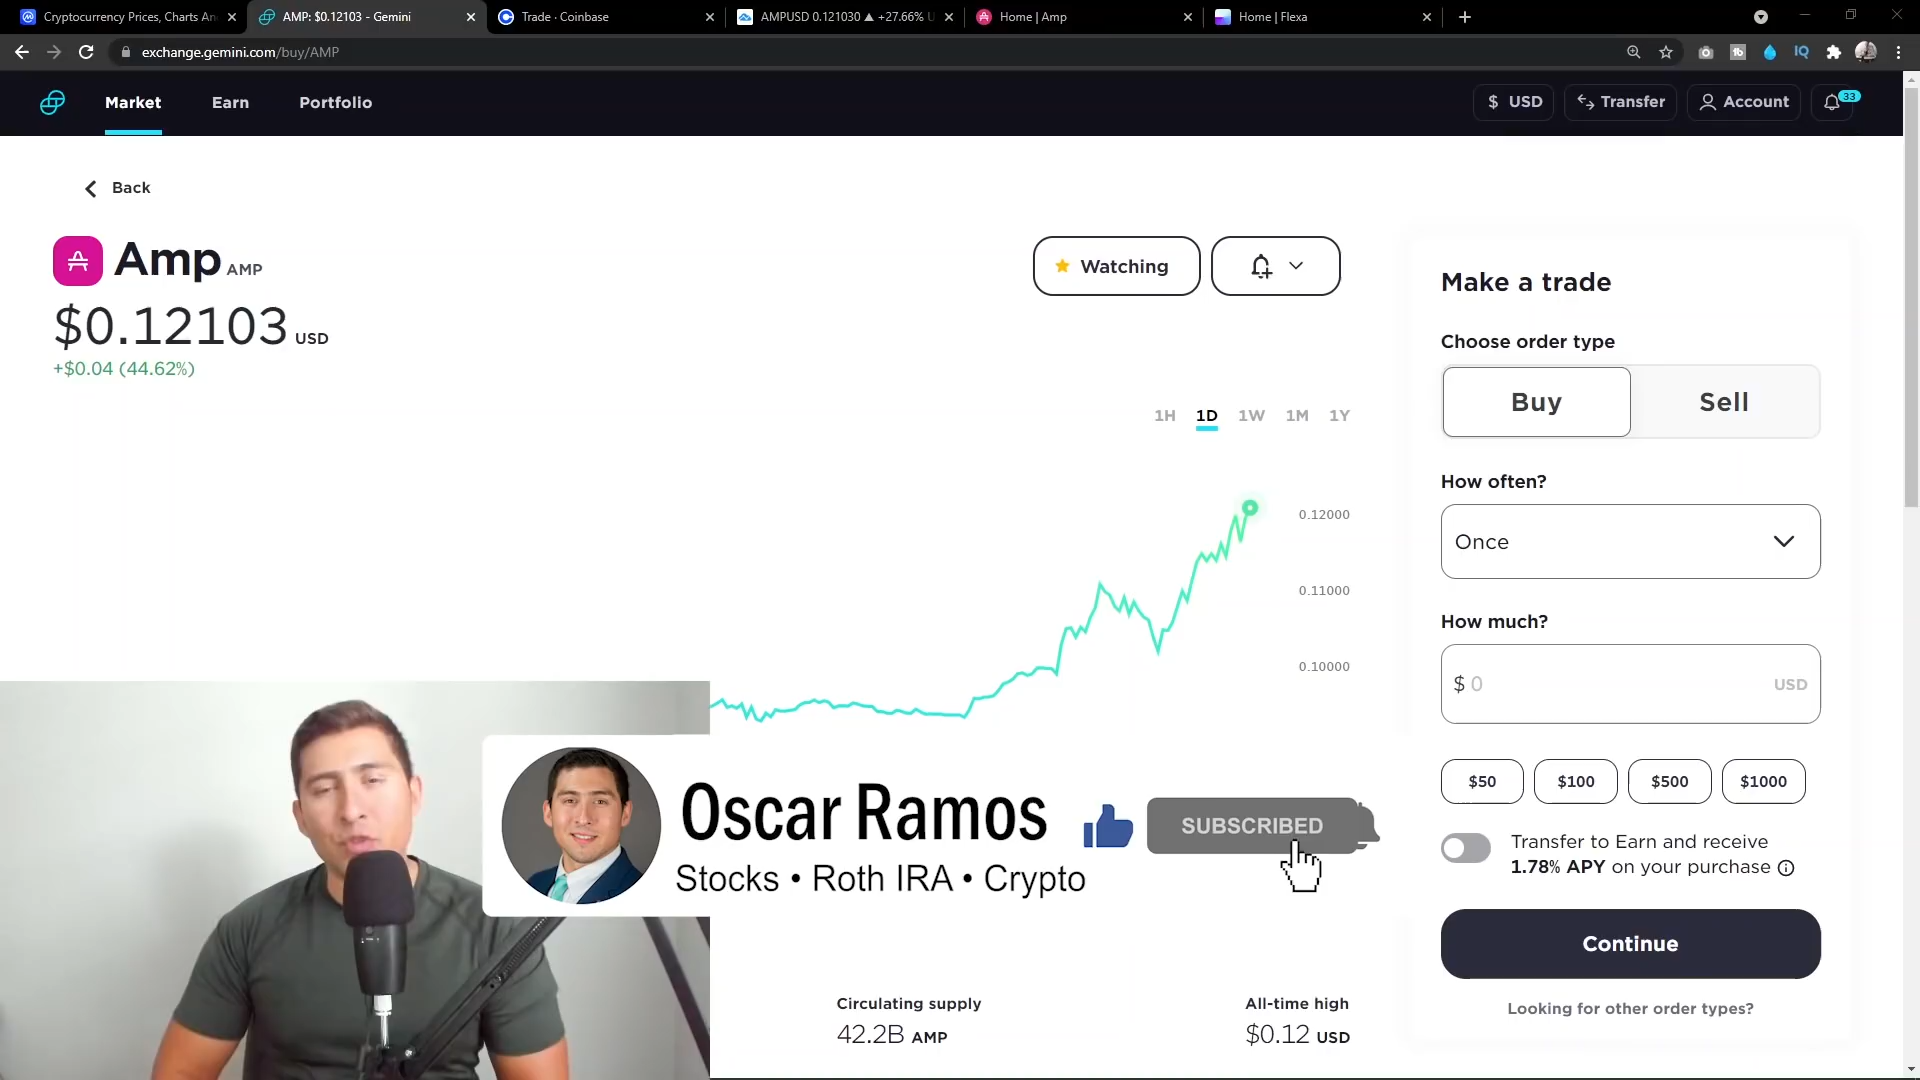 Cryptocurrency Prices, Charts An
AMP: $0.12103 - Gemini
Trade · Coinbase
AMPUSD 0.121030 ▲ +27.66% U
Home | Amp
Home | Flexa
exchange.gemini.com/buy/AMP
IQ
Market
Earn
Portfolio
$ USD
Transfer
Account
33
Back
Amp AMP
$0.12103 USD
+$0.04 (44.62%)
Watching
1H 1D 1W 1M 1Y
0.12000
0.11000
0.10000
Make a trade
Choose order type
Buy
Sell
How often?
Once
How much?
$ 0 USD
$50 $100 $500 $1000
Transfer to Earn and receive
1.78% APY on your purchase
Continue
Looking for other order types?
Oscar Ramos
Stocks • Roth IRA • Crypto
SUBSCRIBED
Circulating supply
42.2B AMP
All-time high
$0.12 USD